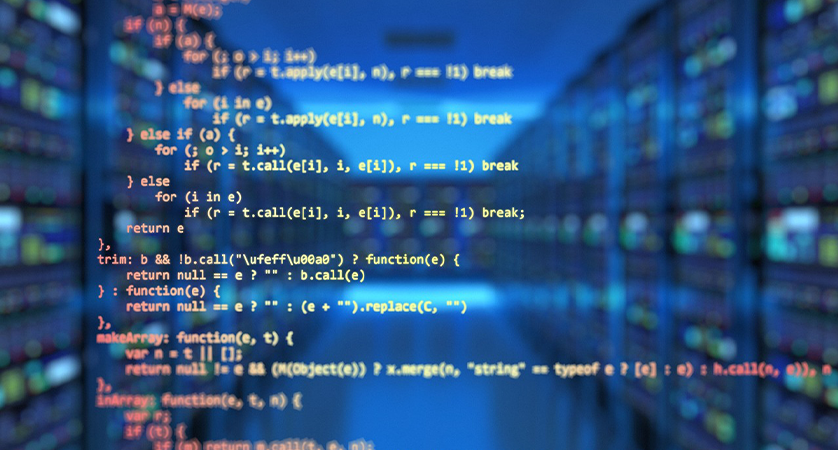 a = M(e);
if (n) {
if (a) {
for (; o > i; i++)
if (r = t.apply(e[i], n), r === !1) break
} else
for (i in e)
if (r = t.apply(e[i], n), r === !1) break
} else if (a) {
for (; o > i; i++)
if (r = t.call(e[i], i, e[i]), r === !1) break
} else
for (i in e)
if (r = t.call(e[i], i, e[i]), r === !1) break;
return e
},
trim: b && !b.call("\ufeff\u00a0") ? function(e) {
return null == e ? "" : b.call(e)
} : function(e) {
return null == e ? "" : (e + "").replace(C, "")
},
makeArray: function(e, t) {
var n = t || [];
return null != e && (M(Object(e)) ? x.merge(n, "string" == typeof e ? [e] : e) : h.call(n, e)), n
},
inArray: function(e, t, n) {
var r;
if (t) {
if (m) return m.call(t, e, n);